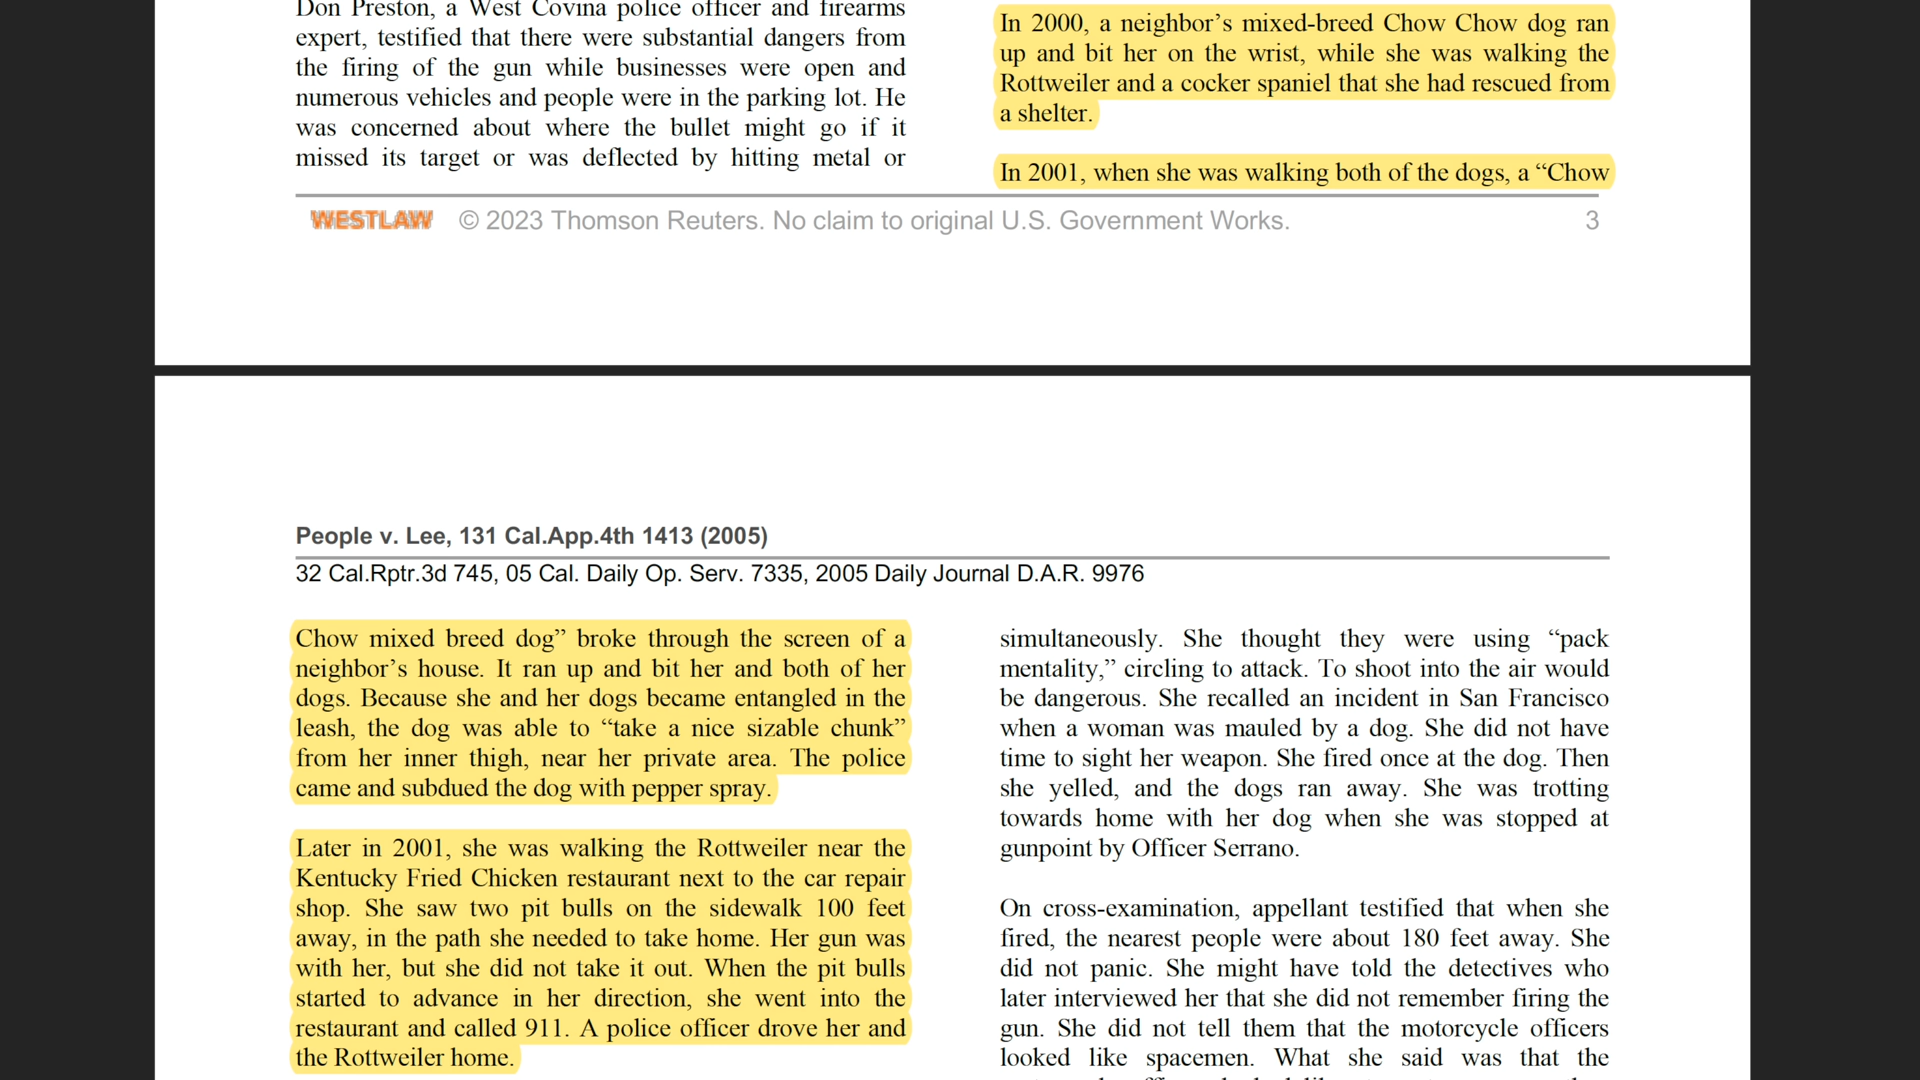 Don Preston, a West Covina police officer and firearms
expert, testified that there were substantial dangers from
the firing of the gun while businesses were open and
numerous vehicles and people were in the parking lot. He
was concerned about where the bullet might go if it
missed its target or was deflected by hitting metal or
In 2000, a neighbor’s mixed-breed Chow Chow dog ran
up and bit her on the wrist, while she was walking the
Rottweiler and a cocker spaniel that she had rescued from
a shelter.
In 2001, when she was walking both of the dogs, a “Chow
WESTLAW © 2023 Thomson Reuters. No claim to original U.S. Government Works. 3
People v. Lee, 131 Cal.App.4th 1413 (2005)
32 Cal.Rptr.3d 745, 05 Cal. Daily Op. Serv. 7335, 2005 Daily Journal D.A.R. 9976
Chow mixed breed dog” broke through the screen of a
neighbor’s house. It ran up and bit her and both of her
dogs. Because she and her dogs became entangled in the
leash, the dog was able to “take a nice sizable chunk”
from her inner thigh, near her private area. The police
came and subdued the dog with pepper spray.
Later in 2001, she was walking the Rottweiler near the
Kentucky Fried Chicken restaurant next to the car repair
shop. She saw two pit bulls on the sidewalk 100 feet
away, in the path she needed to take home. Her gun was
with her, but she did not take it out. When the pit bulls
started to advance in her direction, she went into the
restaurant and called 911. A police officer drove her and
the Rottweiler home.
simultaneously. She thought they were using “pack
mentality,” circling to attack. To shoot into the air would
be dangerous. She recalled an incident in San Francisco
when a woman was mauled by a dog. She did not have
time to sight her weapon. She fired once at the dog. Then
she yelled, and the dogs ran away. She was trotting
towards home with her dog when she was stopped at
gunpoint by Officer Serrano.
On cross-examination, appellant testified that when she
fired, the nearest people were about 180 feet away. She
did not panic. She might have told the detectives who
later interviewed her that she did not remember firing the
gun. She did not tell them that the motorcycle officers
looked like spacemen. What she said was that the